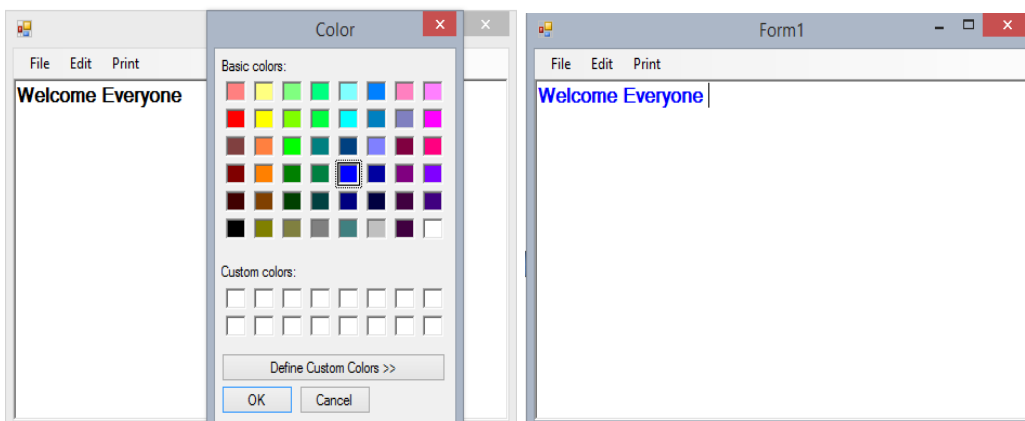 Color
File Edit Print
Welcome Everyone
Basic colors:
Custom colors:
Define Custom Colors >>
OK Cancel
Form1
File Edit Print
Welcome Everyone